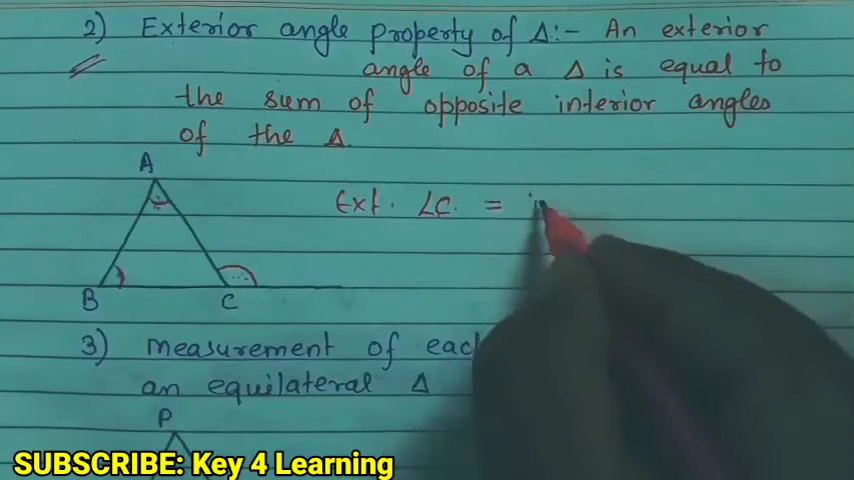 2) Exterior angle property of Δ:- An exterior
angle of a Δ is equal to
the sum of opposite interior angles
of the Δ.
A
Ext. ∠C. =
B
C
3) measurement of each
an equilateral Δ
P
SUBSCRIBE: Key 4 Learning